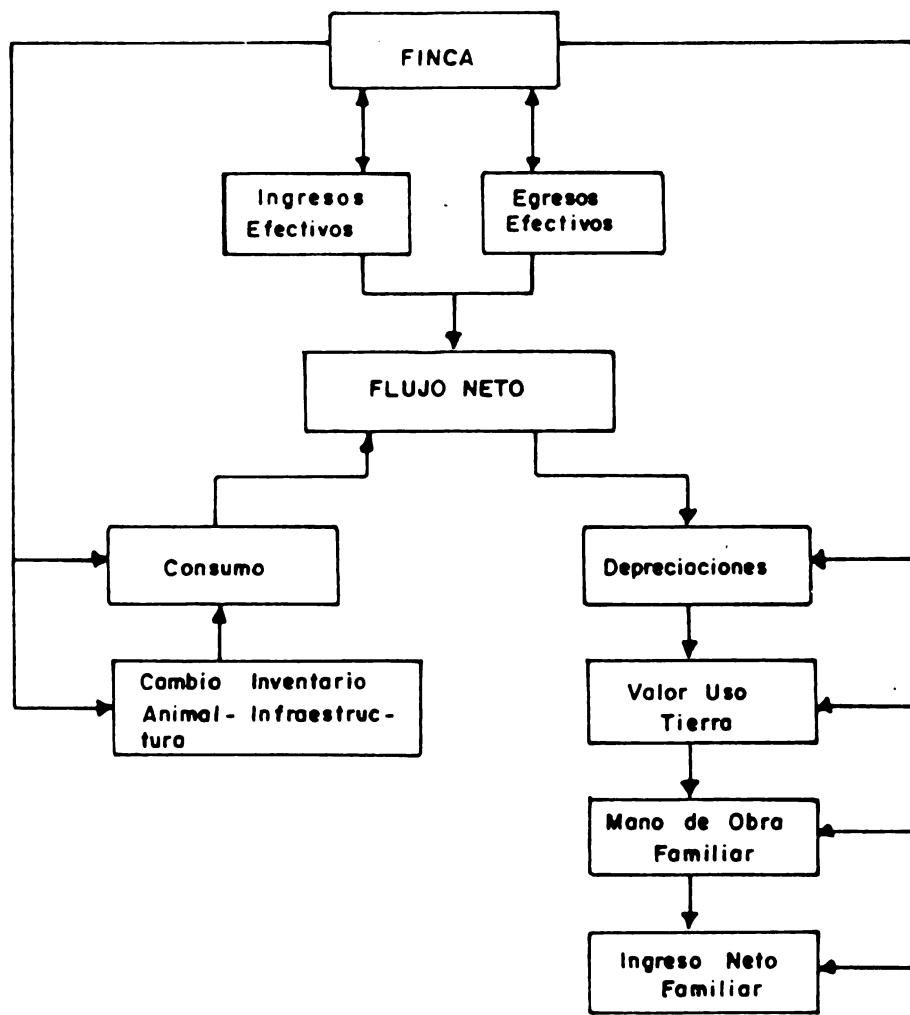 FINCA
Ingresos
Efectivos
Egresos
Efectivos
FLUJO NETO
Consumo
Depreciaciones
Cambio Inventario
Animal- Infraestruc-
tura
Valor Uso
Tierra
Mano de Obra
Familiar
Ingreso Neto
Familiar